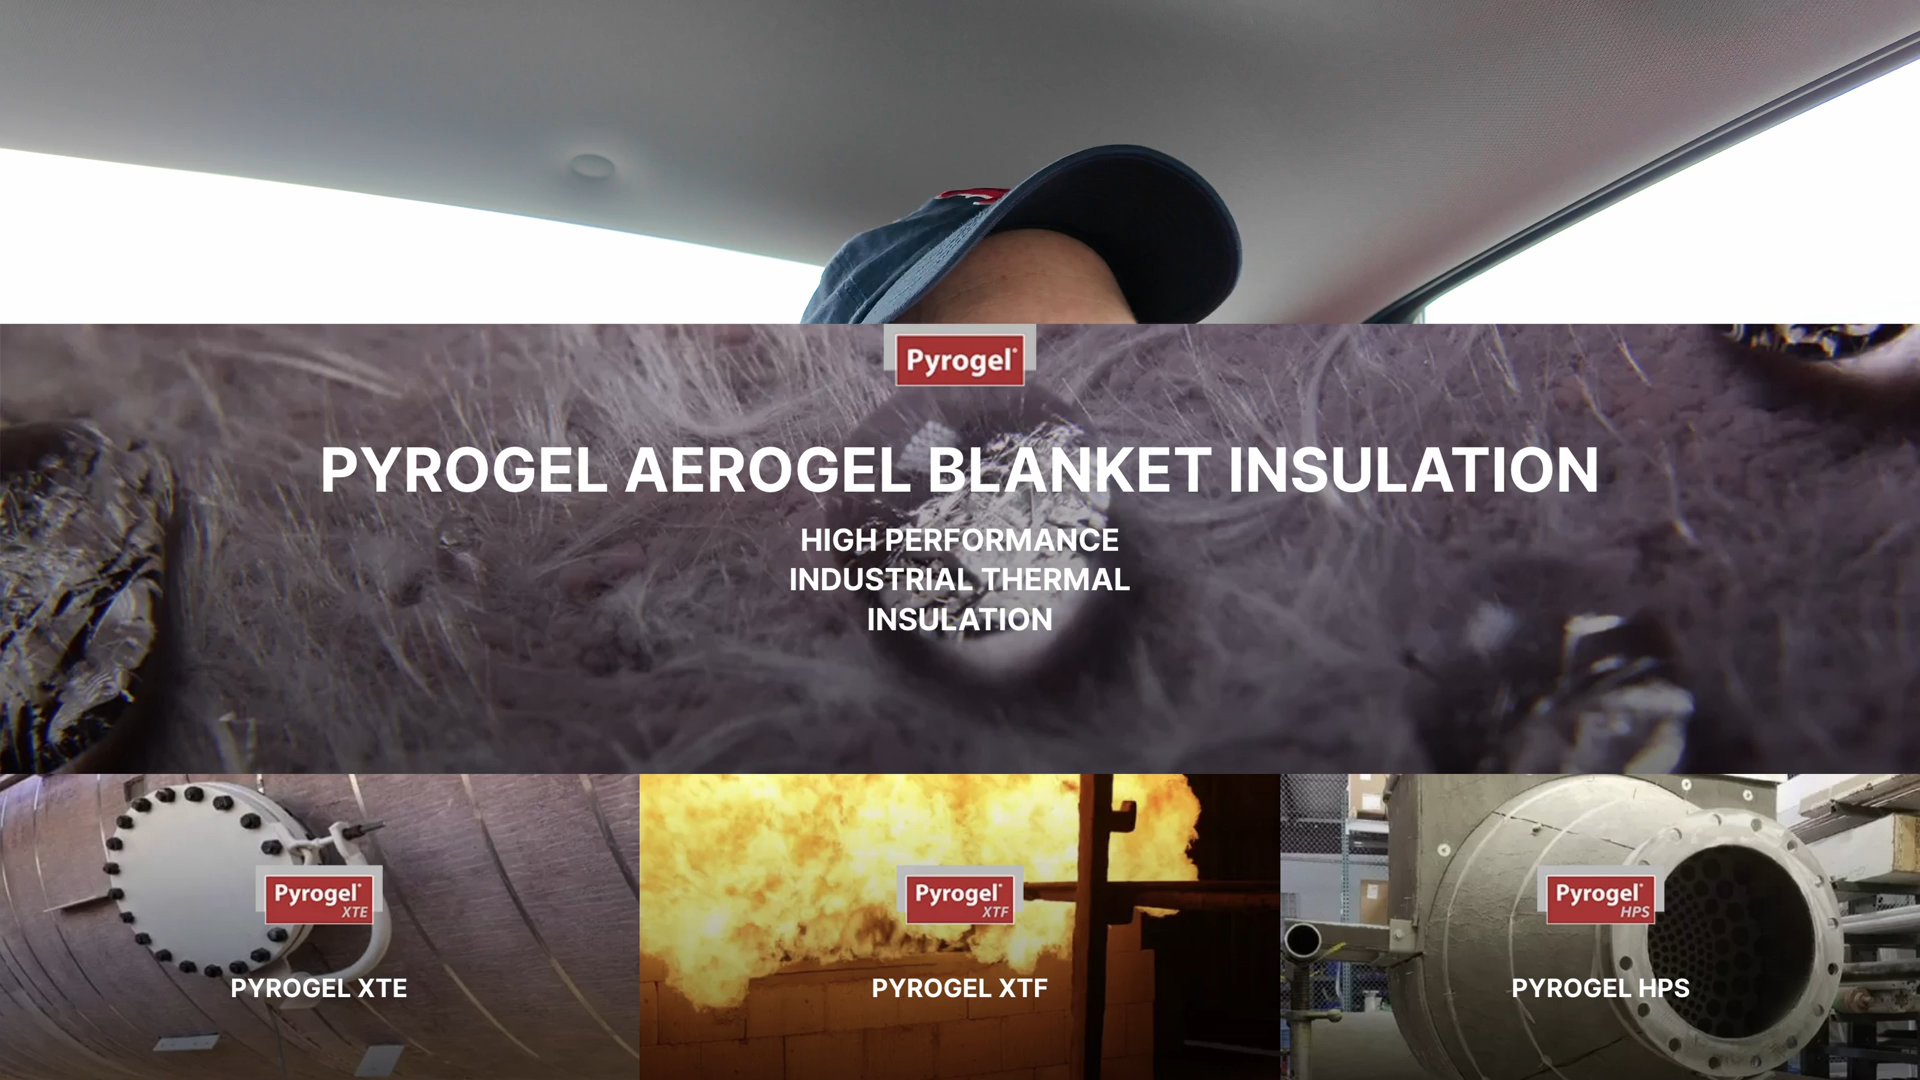 Pyrogel®
PYROGEL AEROGEL BLANKET INSULATION
HIGH PERFORMANCE
INDUSTRIAL THERMAL
INSULATION
Pyrogel®
XTE
Pyrogel®
XTF
Pyrogel®
HPS
PYROGEL XTE
PYROGEL XTF
PYROGEL HPS